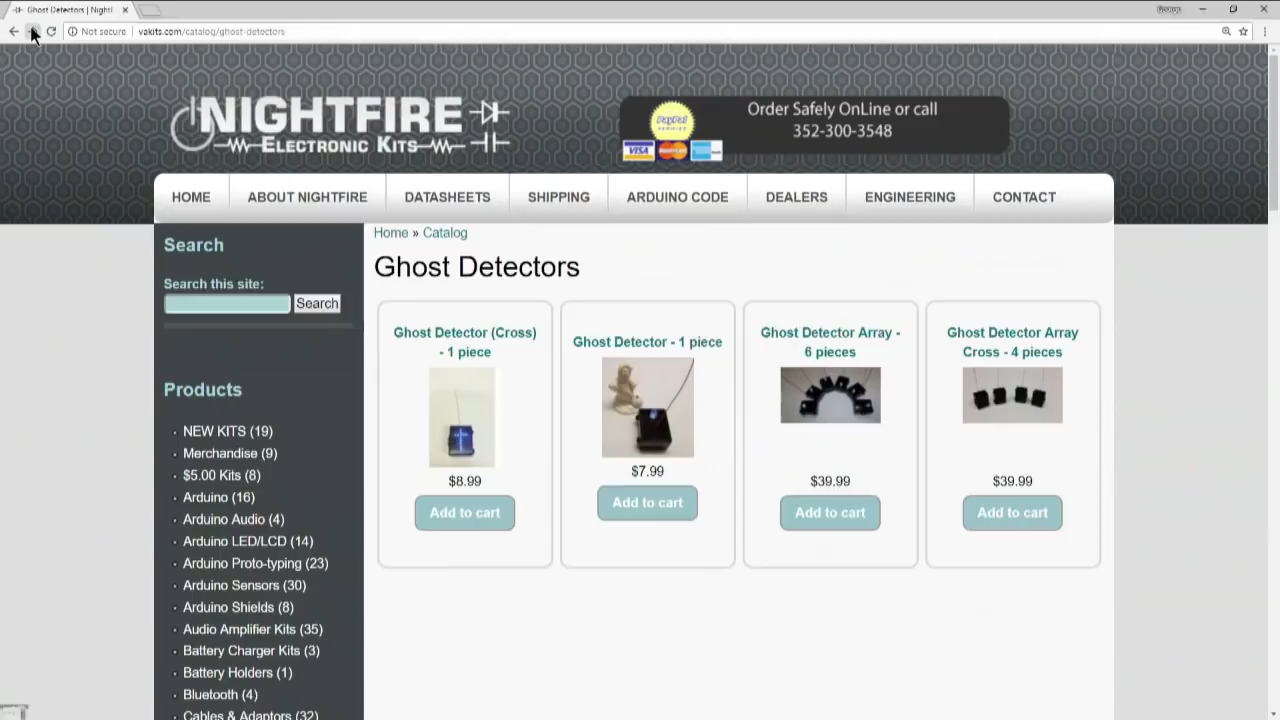 Ghost Detectors | Nightf
George
Not secure
vakits.com/catalog/ghost-detectors
NIGHTFIRE
ELECTRONIC KITS
PayPal
VISA
Order Safely OnLine or call
352-300-3548
HOME
ABOUT NIGHTFIRE
DATASHEETS
SHIPPING
ARDUINO CODE
DEALERS
ENGINEERING
CONTACT
Search
Search this site:
Search
Products
NEW KITS (19)
Merchandise (9)
$5.00 Kits (8)
Arduino (16)
Arduino Audio (4)
Arduino LED/LCD (14)
Arduino Proto-typing (23)
Arduino Sensors (30)
Arduino Shields (8)
Audio Amplifier Kits (35)
Battery Charger Kits (3)
Battery Holders (1)
Bluetooth (4)
Cables & Adaptors (32)
Home » Catalog
Ghost Detectors
Ghost Detector (Cross)
- 1 piece
$8.99
Add to cart
Ghost Detector - 1 piece
$7.99
Add to cart
Ghost Detector Array -
6 pieces
$39.99
Add to cart
Ghost Detector Array
Cross - 4 pieces
$39.99
Add to cart